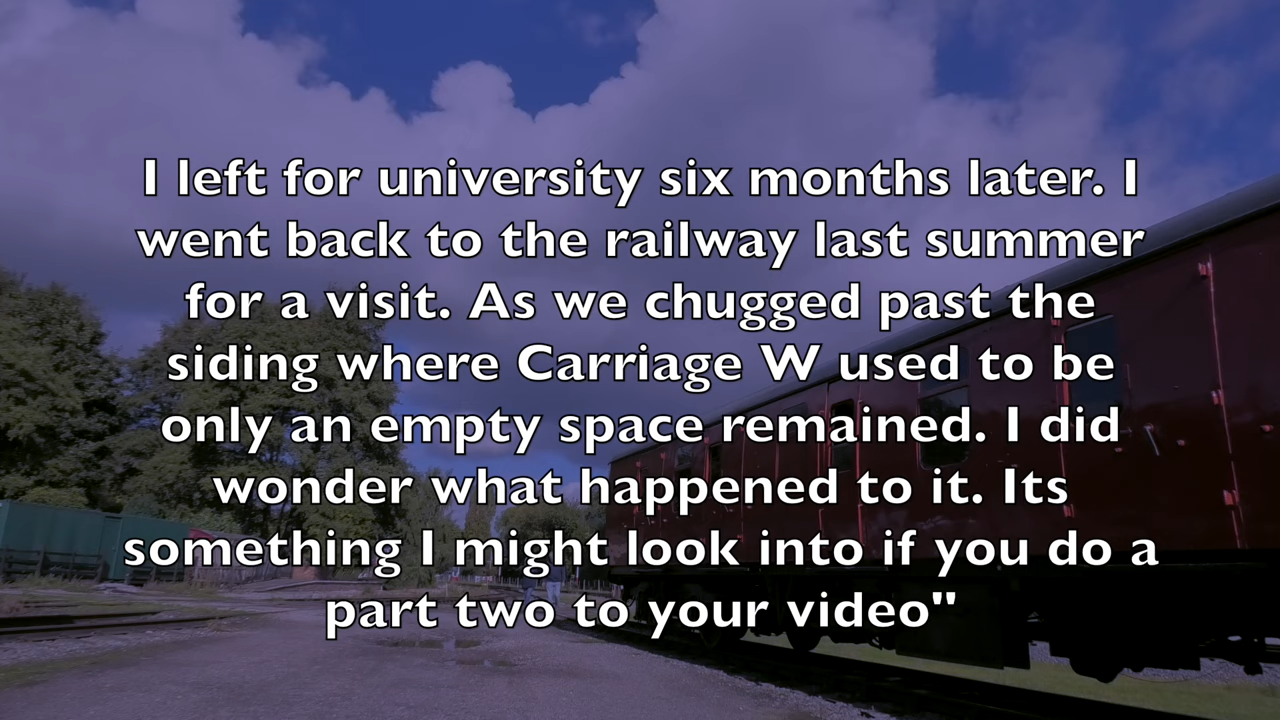 I left for university six months later. I
went back to the railway last summer
for a visit. As we chugged past the
siding where Carriage W used to be
only an empty space remained. I did
wonder what happened to it. Its
something I might look into if you do a
part two to your video"